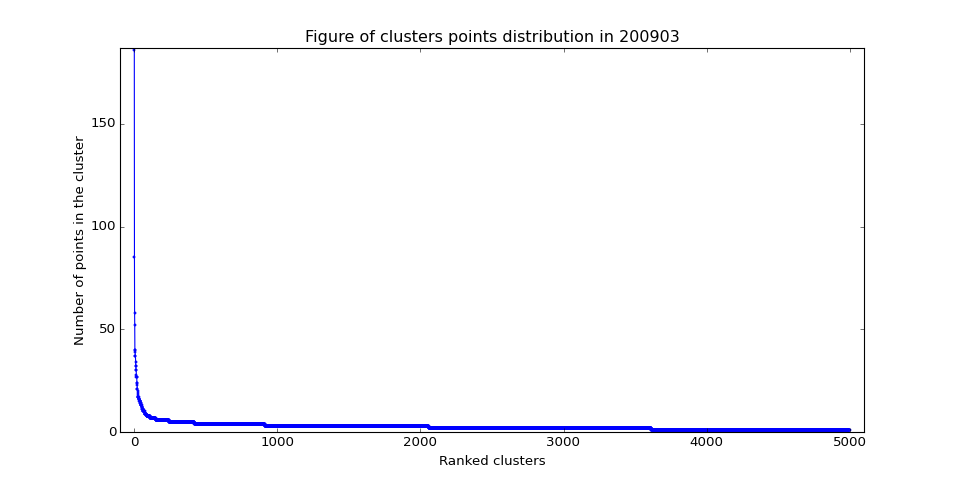 Figure of clusters points distribution in 200903
Number of points in the cluster
150
100
50
0
0 1000 2000 3000 4000 5000
Ranked clusters